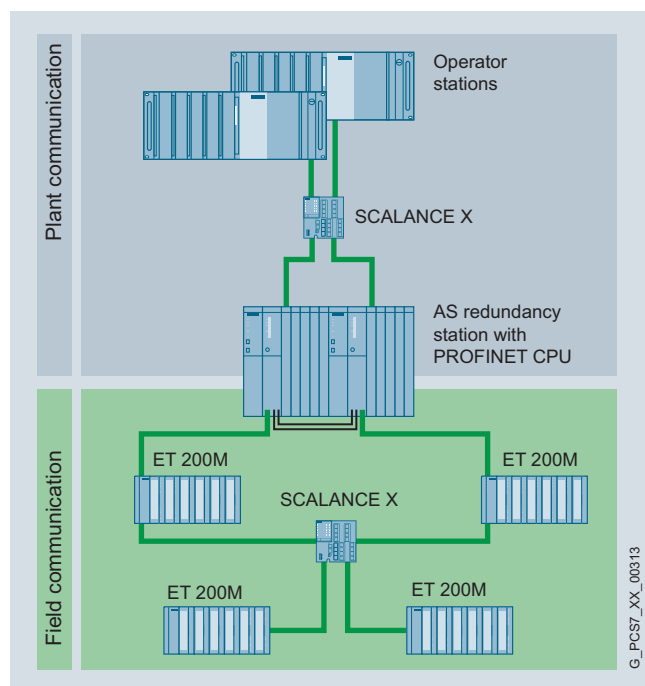 Plant communication
Operator
stations
SCALANCE X
AS redundancy
station with
PROFINET CPU
Field communication
ET 200M
ET 200M
SCALANCE X
ET 200M
ET 200M
G_PCS7_XX_00313